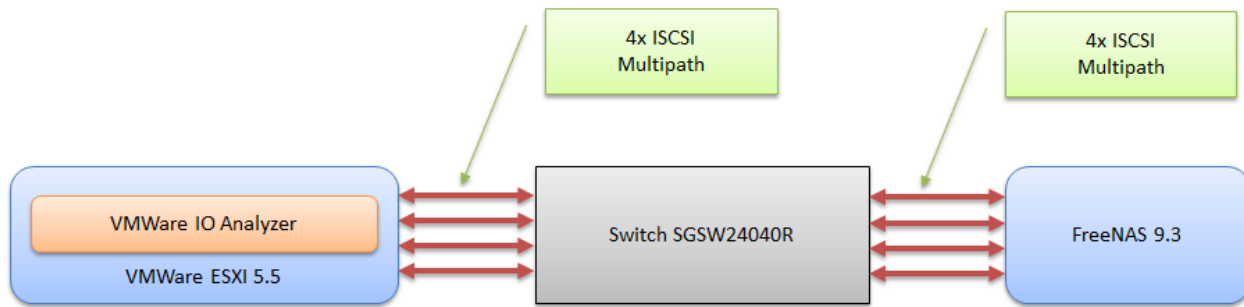 4x ISCSI
Multipath
4x ISCSI
Multipath
VMWare IO Analyzer
VMWare ESXI 5.5
Switch SGSW24040R
FreeNAS 9.3